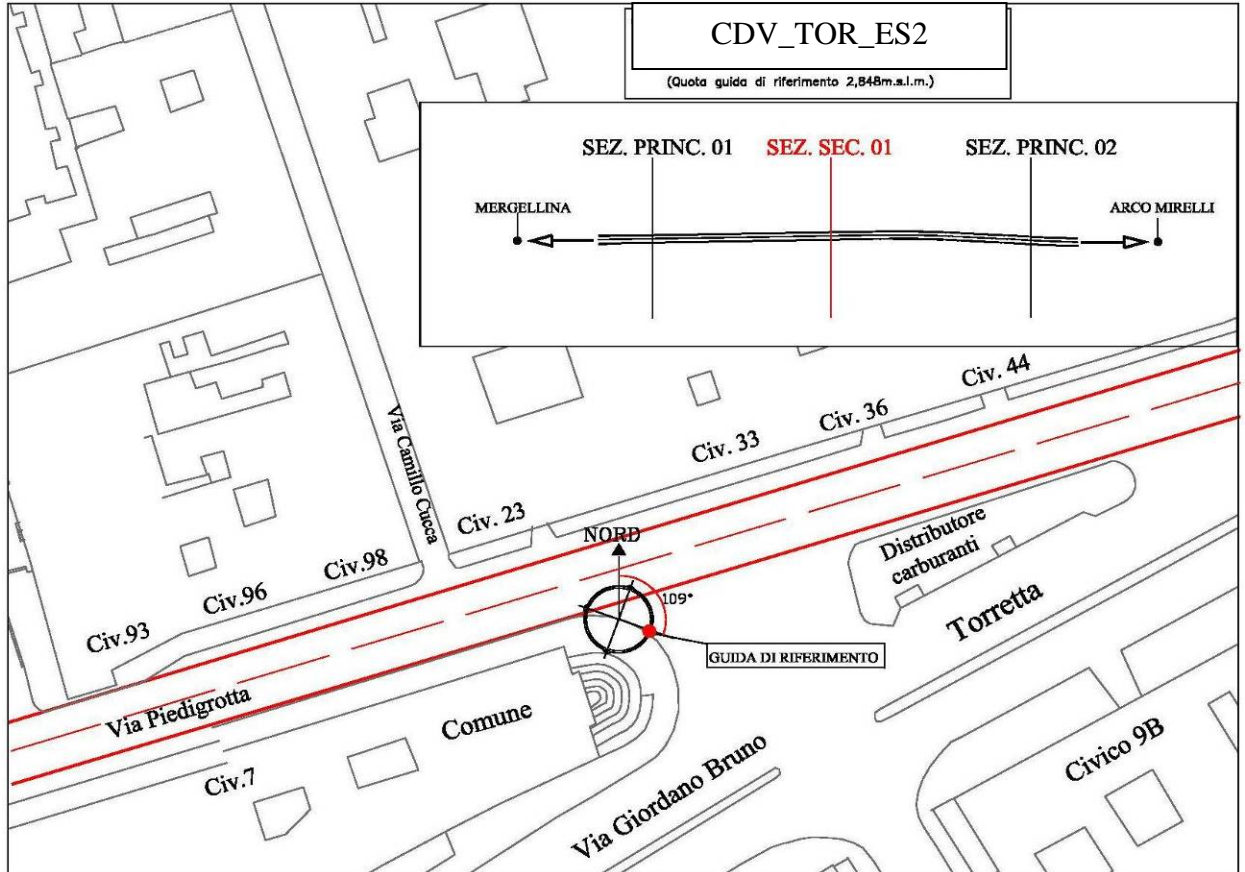 CDV_TOR_ES2
(Quota guida di riferimento 2,848m.s.l.m.)
SEZ. PRINC. 01
SEZ. SEC. 01
SEZ. PRINC. 02
MERGELLINA
ARCO MIRELLI
Civ. 44
Civ. 36
Civ. 33
Via Camillo Cucca
Civ. 23
NORD
109°
Distributore
carburanti
Civ.98
Civ.96
Civ.93
Torretta
GUIDA DI RIFERIMENTO
Via Piedigrotta
Comune
Civ.7
Via Giordano Bruno
Civico 9B